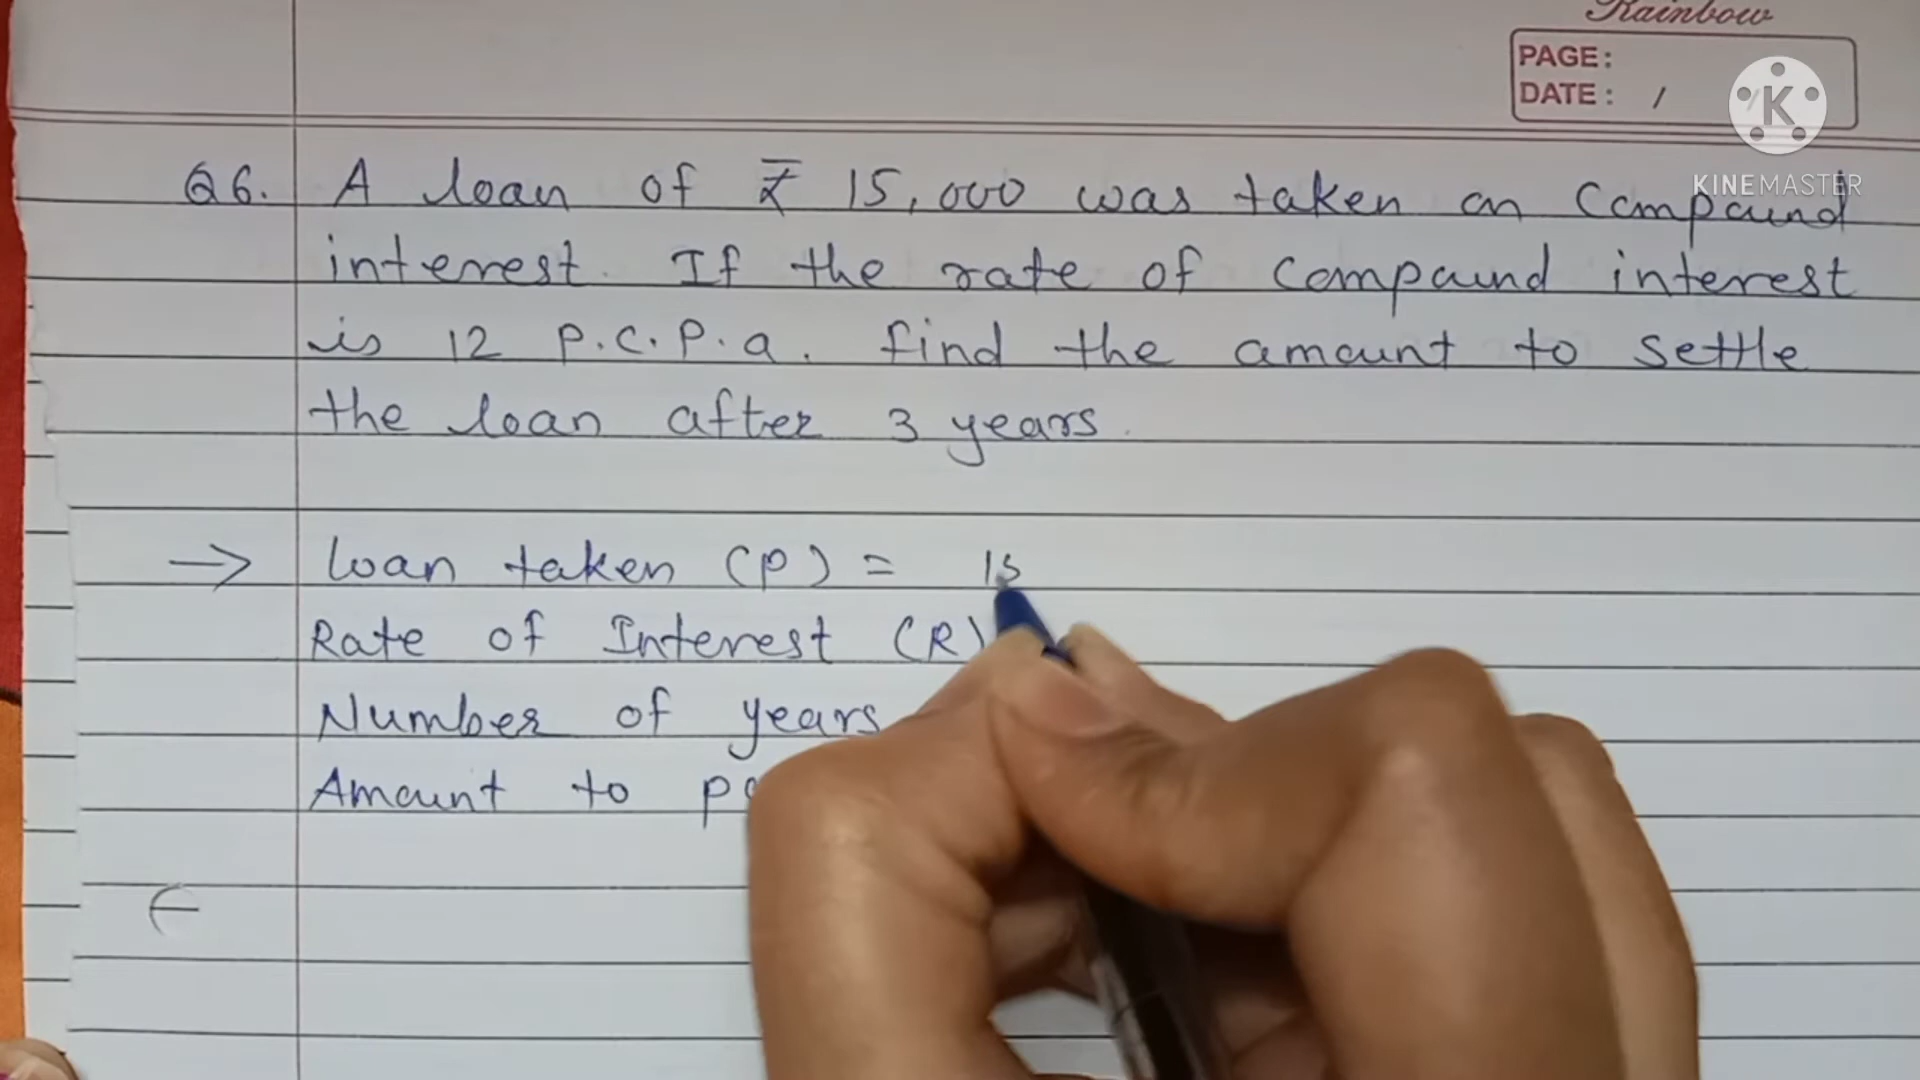 Rainbow
PAGE:
DATE: /
K
KINEMASTER
Q6. A loan of ₹ 15,000 was taken on compound
interest. If the rate of compound interest
is 12 p.c.p.a. find the amount to settle
the loan after 3 years.
→ Loan taken (P) = 15
Rate of Interest (R)
Number of years
Amount to